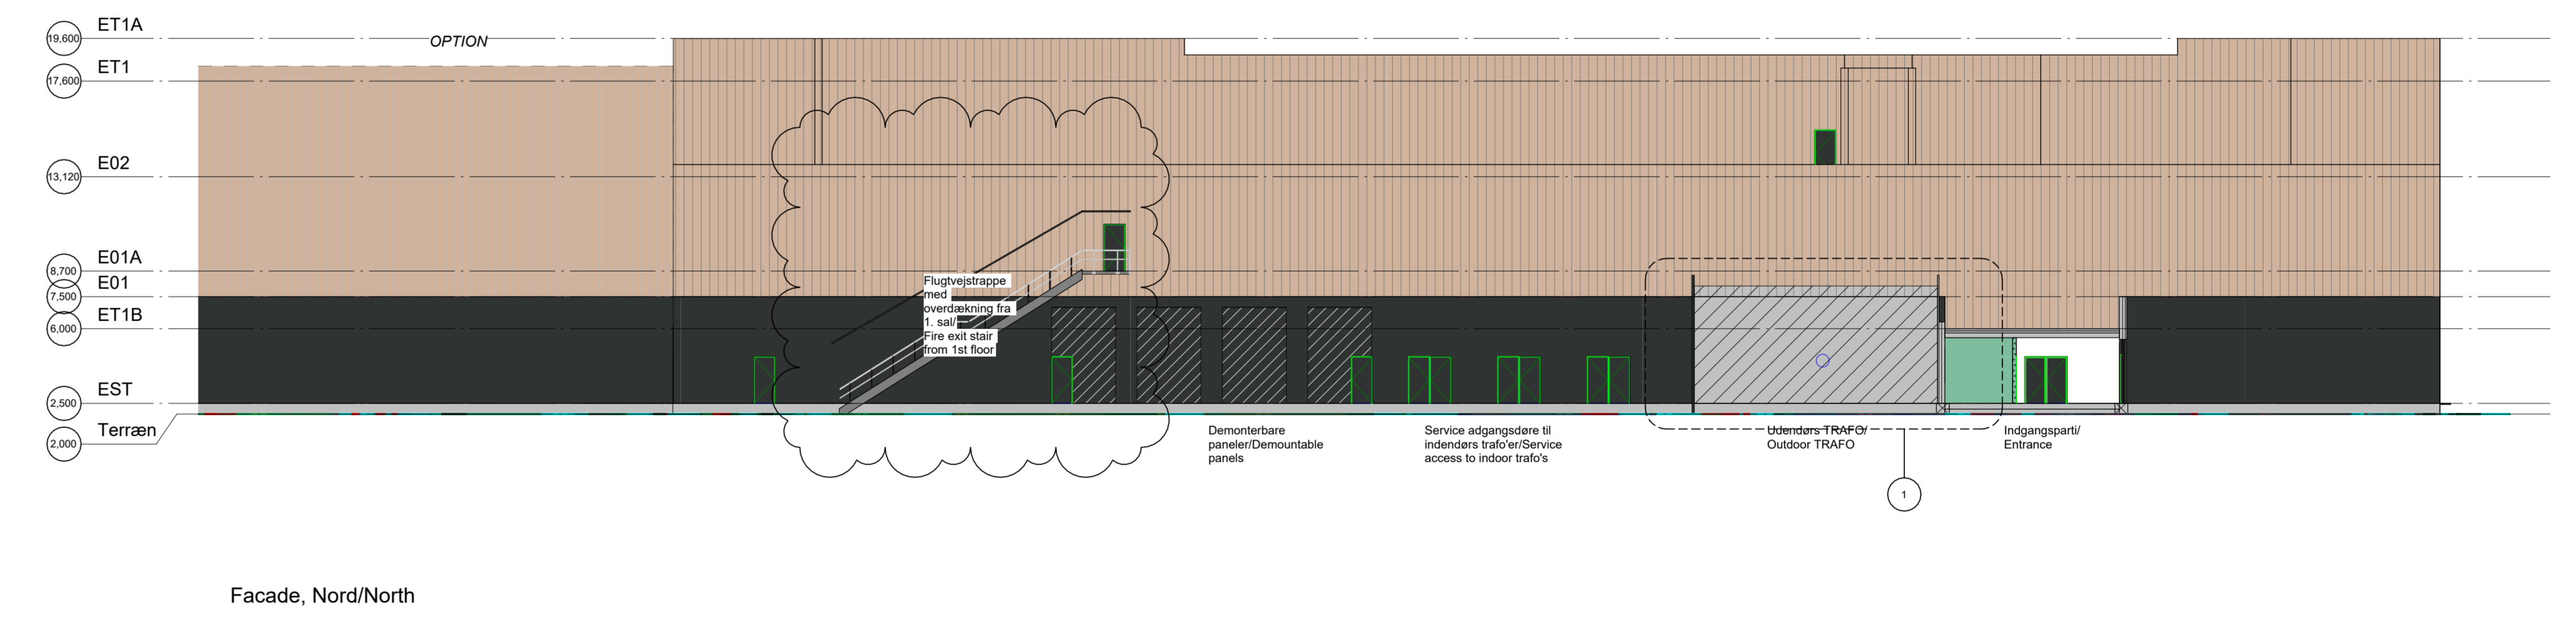 ET1A
19,600
OPTION
ET1
17,600
E02
13,120
E01A
8,700
E01
7,500
ET1B
6,000
EST
2,500
Terræn
2,000
Flugtvejstrappe
med
overdækning fra
1. sal/
Fire exit stair
from 1st floor
Demonterbare
paneler/Demountable
panels
Service adgangsdøre til
indendørs trafo'er/Service
access to indoor trafo's
Udendørs TRAFO/
Outdoor TRAFO
Indgangsparti/
Entrance
1
Facade, Nord/North